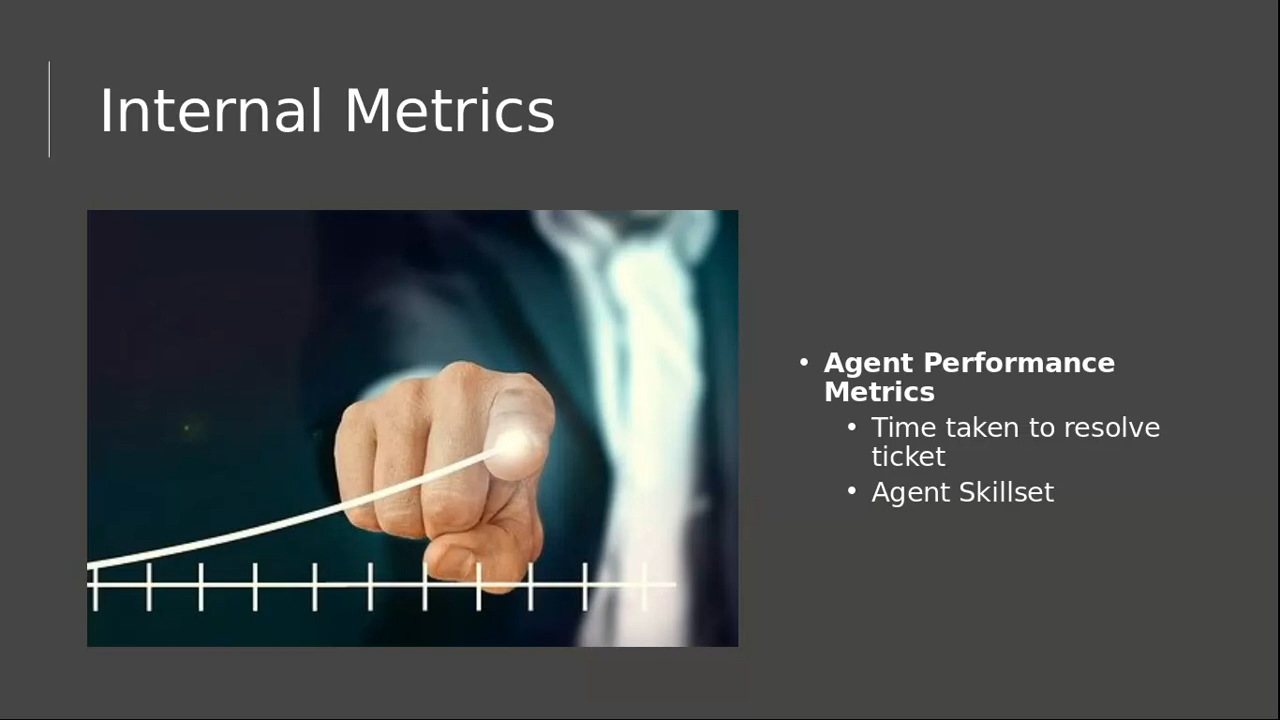 Internal Metrics
• Agent Performance
Metrics
• Time taken to resolve
ticket
• Agent Skillset